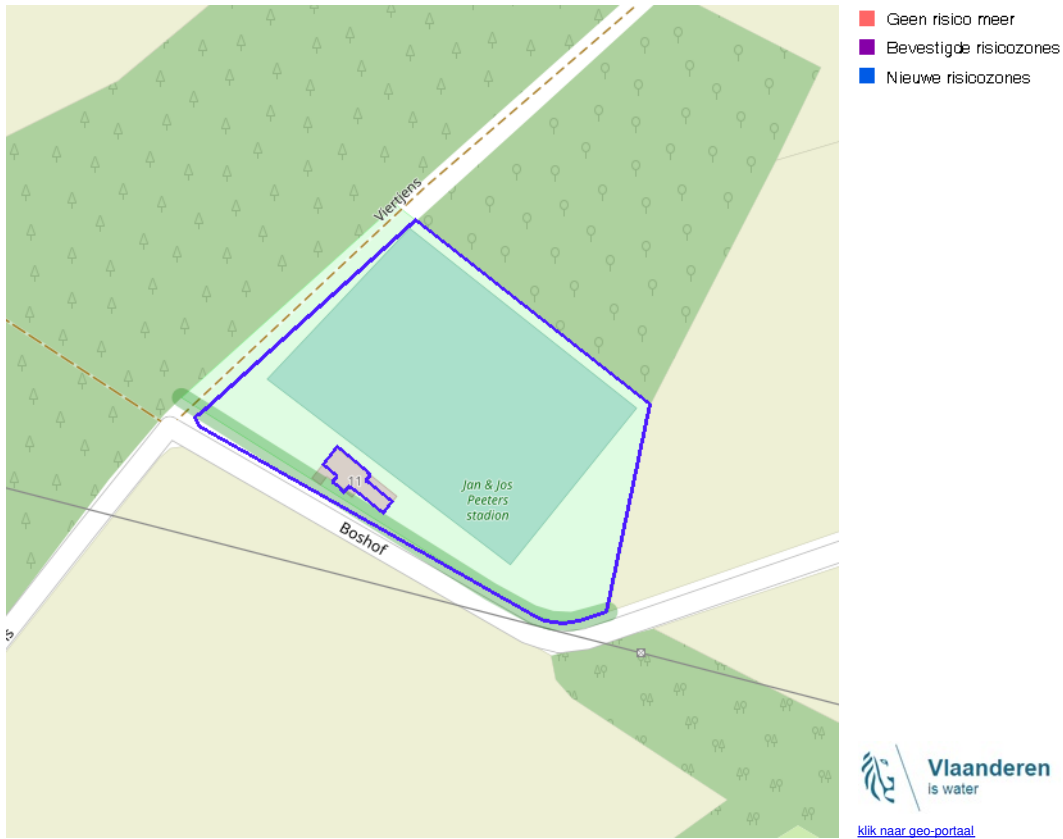 Geen risico meer
Bevestigde risicozones
Nieuwe risicozones
Viertjens
11
Jan & Jos
Peeters
stadion
Boshof
Vlaanderen
is water
klik naar geo-portaal